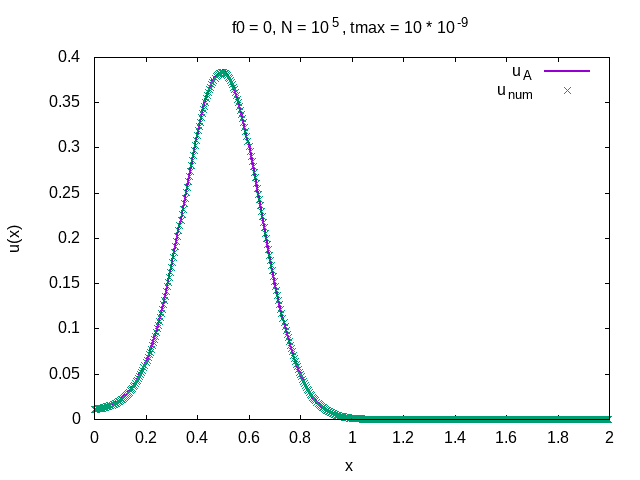 f0 = 0, N = 10^5, tmax = 10 * 10^-9
u_A
u_num
0.4
0.35
0.3
0.25
0.2
0.15
0.1
0.05
0
u(x)
0 0.2 0.4 0.6 0.8 1 1.2 1.4 1.6 1.8 2
x